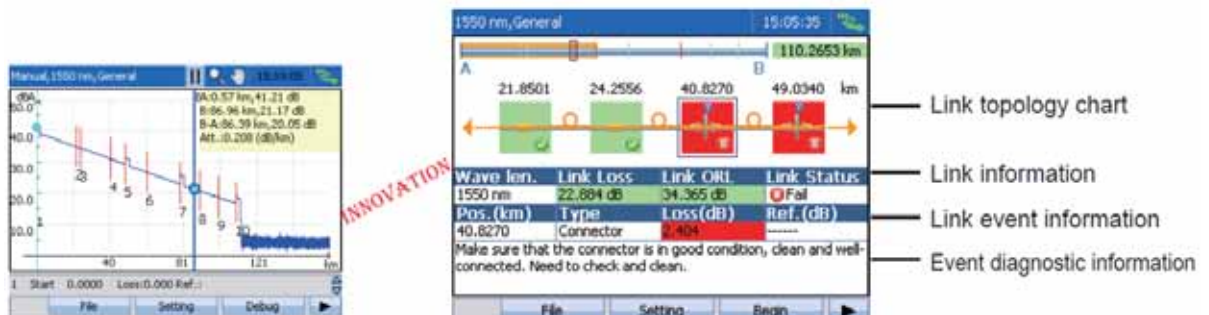 Manual,1550 nm,General
dBA
60.0
40.0
30.0
20.0
10.0
A:0.57 km,41.21 dB
B:86.96 km,21.17 dB
B-A:86.39 km,20.05 dB
Att.:0.208 (dB/km)
1
4
5
6
7
8
9
10
40
81
121
km
1 Start 0.0000 Loss:0.000 Ref.:
File
Setting
Debug
INNOVATION
1550 nm,General
15:05:35
110.2653 km
A
B
21.8501
24.2556
40.8270
49.0340
km
Wave len.
Link Loss
Link ORL
Link Status
1550 nm
22.884 dB
34.365 dB
Fail
Pos.(km)
Type
Loss(dB)
Ref.(dB)
40.8270
Connector
2.404
------
Make sure that the connector is in good condition, clean and well-
connected. Need to check and clean.
File
Setting
Begin
Link topology chart
Link information
Link event information
Event diagnostic information